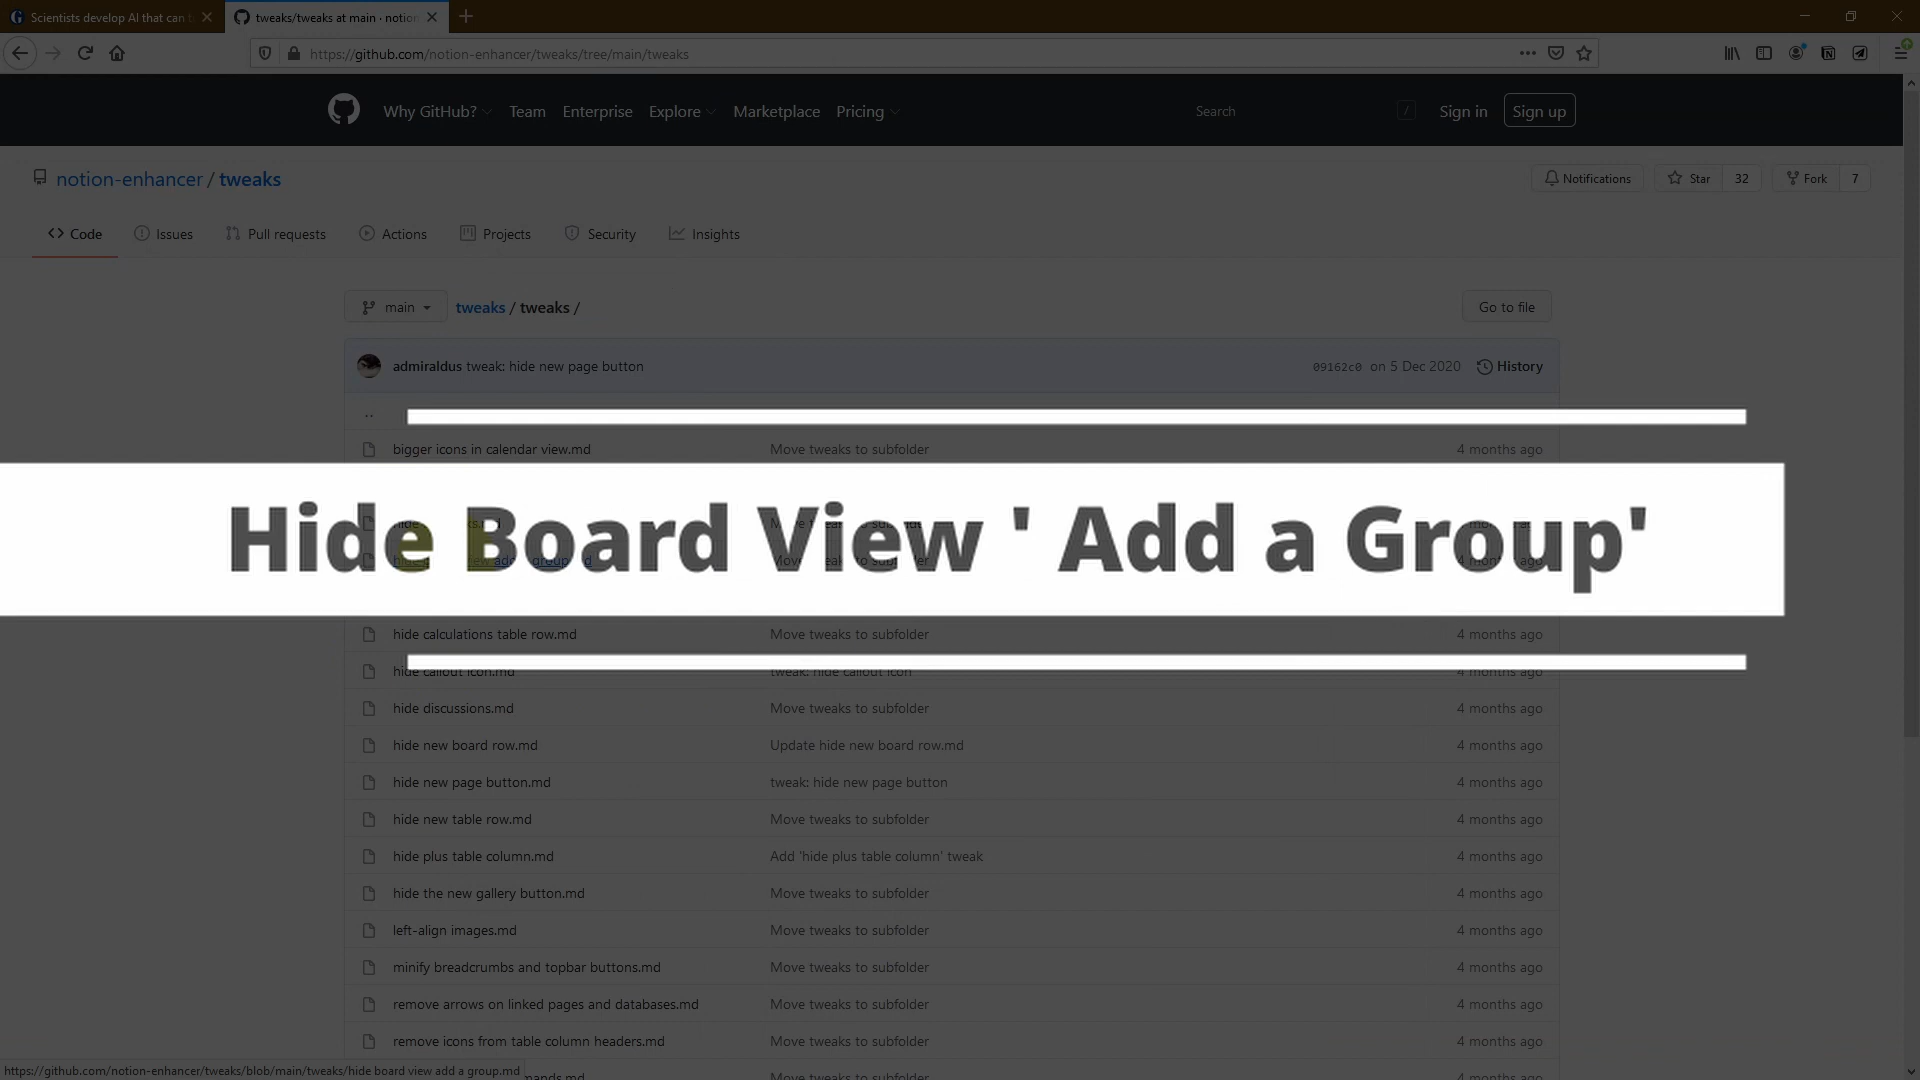 Scientists develop AI that can t
tweaks/tweaks at main · notion
https://github.com/notion-enhancer/tweaks/tree/main/tweaks
Why GitHub? Team Enterprise Explore Marketplace Pricing Search / Sign in Sign up
notion-enhancer / tweaks
Notifications Star 32 Fork 7
<> Code Issues Pull requests Actions Projects Security Insights
main tweaks / tweaks / Go to file
admiraldus tweak: hide new page button 09162c0 on 5 Dec 2020 History
..
bigger icons in calendar view.md Move tweaks to subfolder 4 months ago
Hide Board View ' Add a Group'
hide calculations table row.md Move tweaks to subfolder 4 months ago
hide callout icon.md tweak: hide callout icon 4 months ago
hide discussions.md Move tweaks to subfolder 4 months ago
hide new board row.md Update hide new board row.md 4 months ago
hide new page button.md tweak: hide new page button 4 months ago
hide new table row.md Move tweaks to subfolder 4 months ago
hide plus table column.md Add 'hide plus table column' tweak 4 months ago
hide the new gallery button.md Move tweaks to subfolder 4 months ago
left-align images.md Move tweaks to subfolder 4 months ago
minify breadcrumbs and topbar buttons.md Move tweaks to subfolder 4 months ago
remove arrows on linked pages and databases.md Move tweaks to subfolder 4 months ago
remove icons from table column headers.md Move tweaks to subfolder 4 months ago
https://github.com/notion-enhancer/tweaks/blob/main/tweaks/hide board view add a group.md